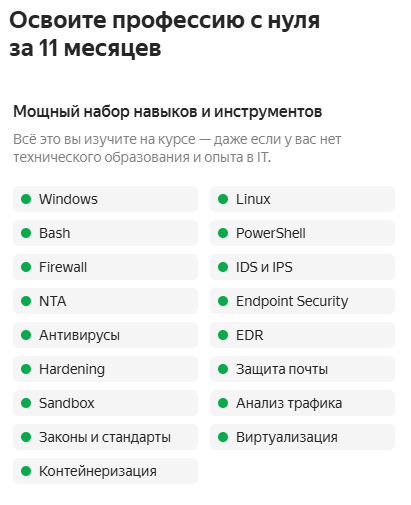 Освоите профессию с нуля
за 11 месяцев
Мощный набор навыков и инструментов
Всё это вы изучите на курсе — даже если у вас нет
технического образования и опыта в IT.
Windows
Linux
Bash
PowerShell
Firewall
IDS и IPS
NTA
Endpoint Security
Антивирусы
EDR
Hardening
Защита почты
Sandbox
Анализ трафика
Законы и стандарты
Виртуализация
Контейнеризация